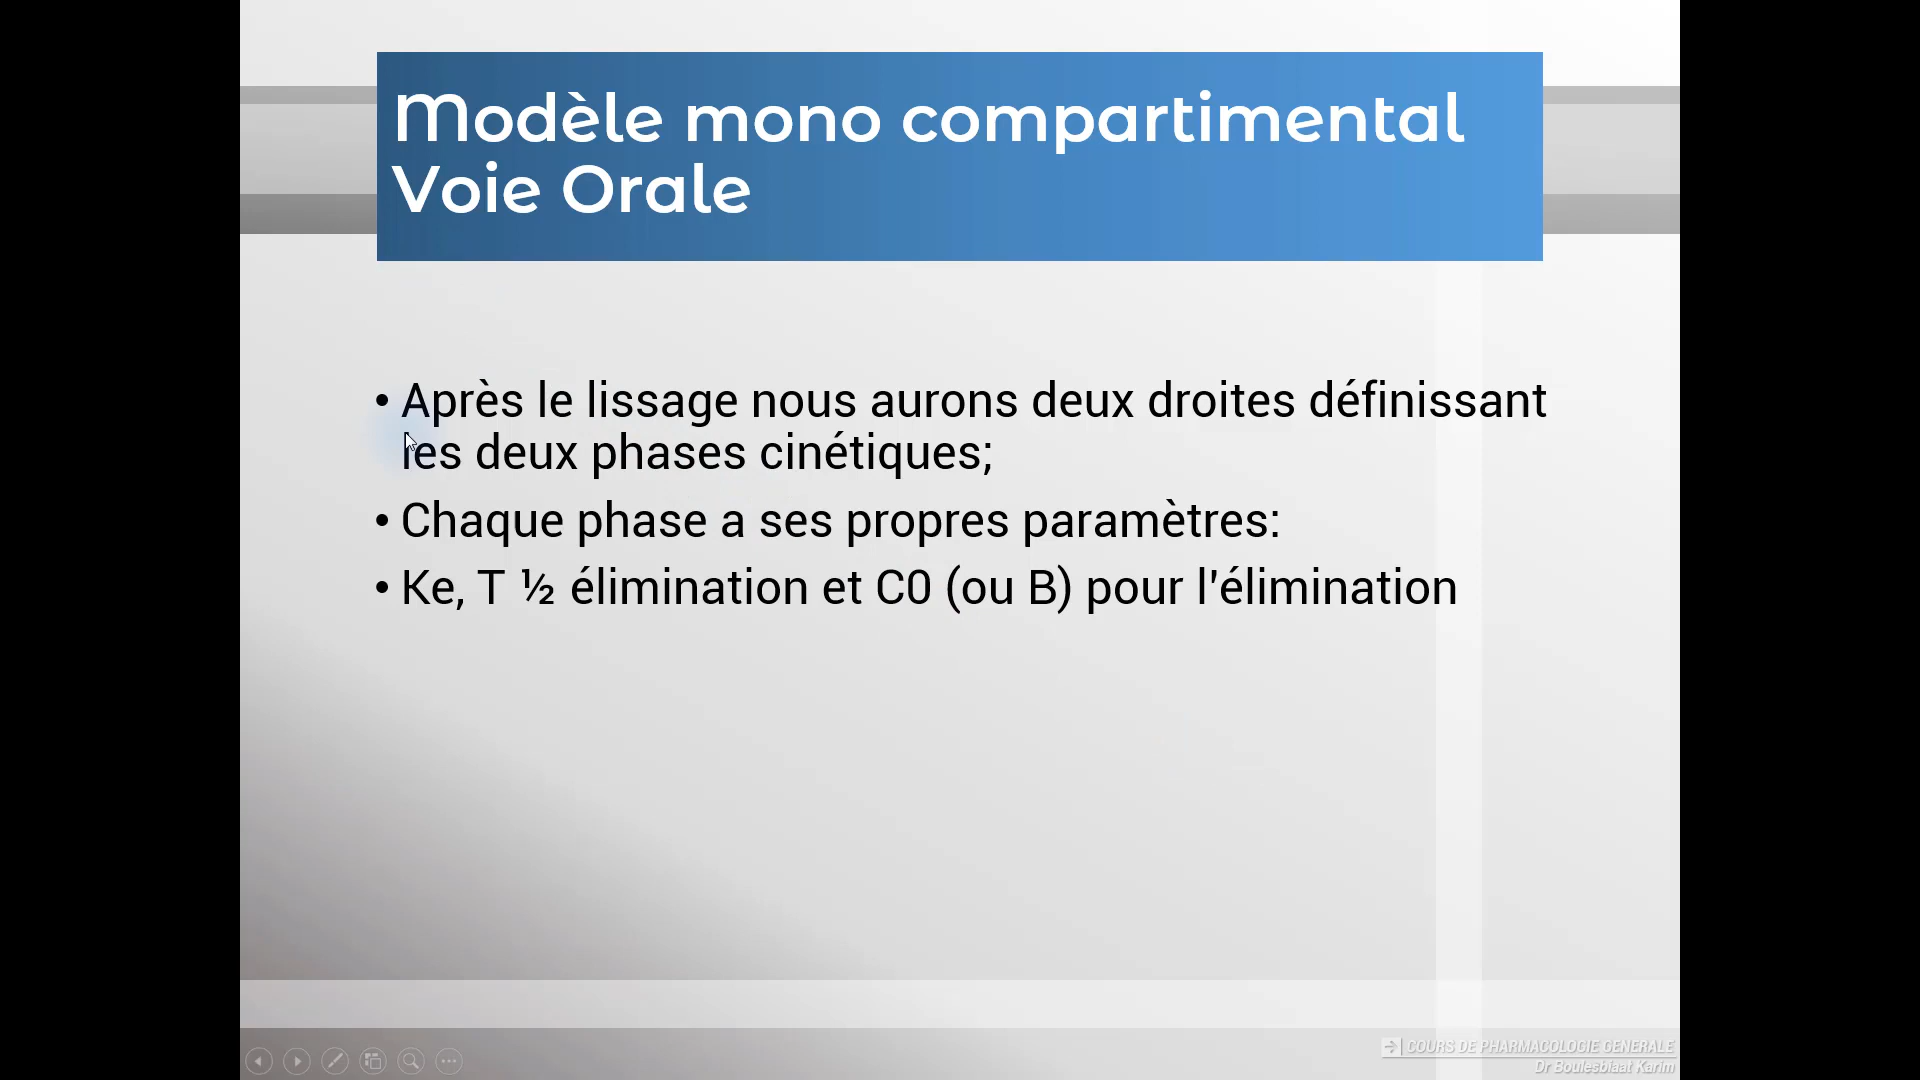 Modèle mono compartimental
Voie Orale
• Après le lissage nous aurons deux droites définissant
les deux phases cinétiques;
• Chaque phase a ses propres paramètres:
• Ke, T ½ élimination et C0 (ou B) pour l'élimination
COURS DE PHARMACOLOGIE GENERALE
Dr Boulesblaat Karim